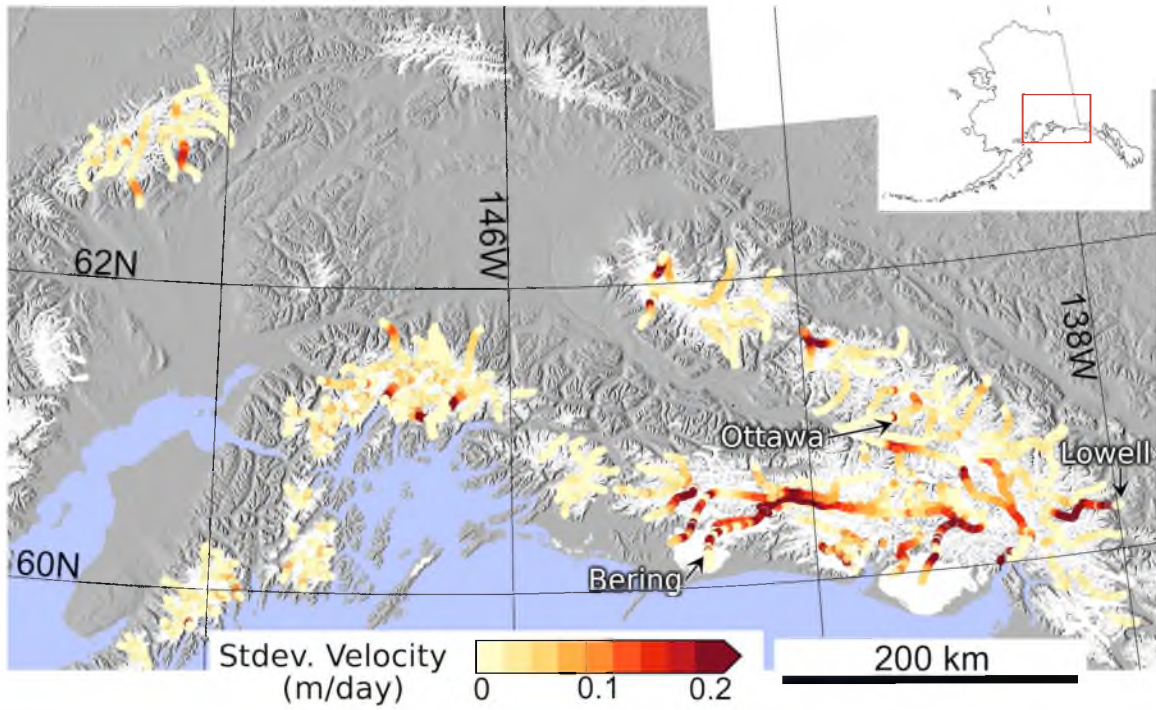 146W
62N
138W
Ottawa
Lowell
60N
Bering
Stdev. Velocity
(m/day)
0
0.1
0.2
200 km